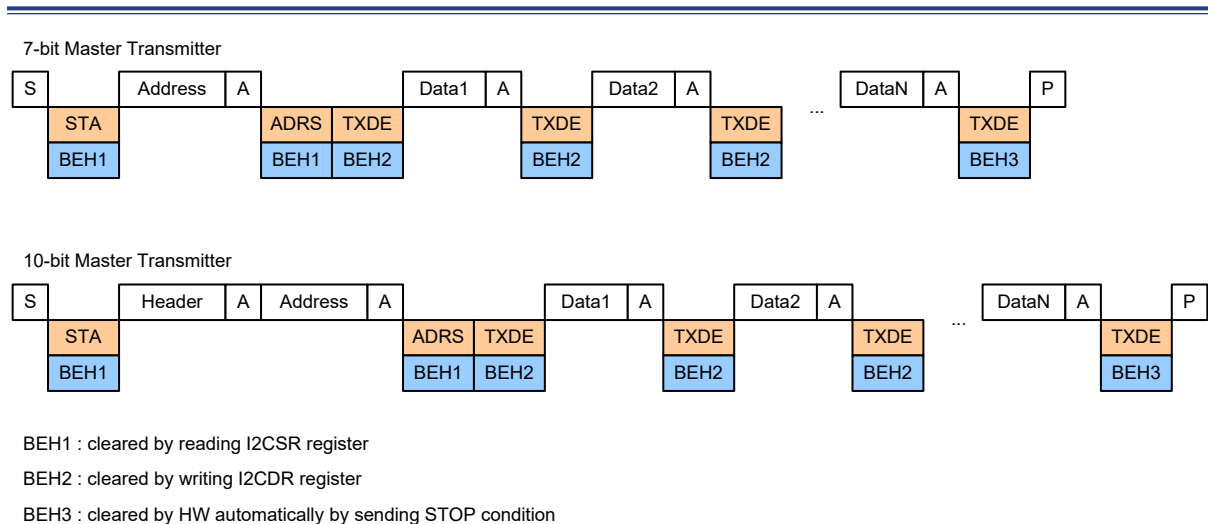 7-bit Master Transmitter
S Address A Data1 A Data2 A DataN A P
STA ADRS TXDE TXDE TXDE ... TXDE
BEH1 BEH1 BEH2 BEH2 BEH2 BEH3
10-bit Master Transmitter
S Header A Address A Data1 A Data2 A DataN A P
STA ADRS TXDE TXDE TXDE ... TXDE
BEH1 BEH1 BEH2 BEH2 BEH2 BEH3
BEH1 : cleared by reading I2CSR register
BEH2 : cleared by writing I2CDR register
BEH3 : cleared by HW automatically by sending STOP condition